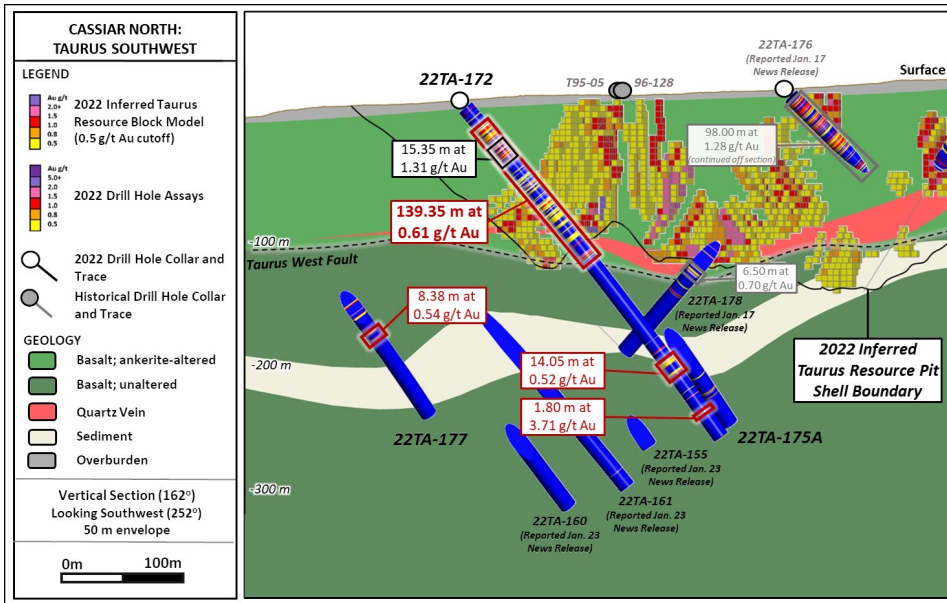 CASSIAR NORTH:
TAURUS SOUTHWEST
LEGEND
Au g/t
2.0+
1.5
1.0
0.8
0.5
2022 Inferred Taurus
Resource Block Model
(0.5 g/t Au cutoff)
Au g/t
5.0+
2.0
1.5
1.0
0.8
0.5
2022 Drill Hole Assays
2022 Drill Hole Collar and
Trace
Historical Drill Hole Collar
and Trace
GEOLOGY
Basalt; ankerite-altered
Basalt; unaltered
Quartz Vein
Sediment
Overburden
Vertical Section (162°)
Looking Southwest (252°)
50 m envelope
0m
100m
22TA-176
(Reported Jan. 17
News Release)
22TA-172
T95-05
96-128
Surface
15.35 m at
1.31 g/t Au
98.00 m at
1.28 g/t Au
(continued off section)
139.35 m at
0.61 g/t Au
-100 m
Taurus West Fault
6.50 m at
0.70 g/t Au
22TA-178
(Reported Jan. 17
News Release)
8.38 m at
0.54 g/t Au
-200 m
14.05 m at
0.52 g/t Au
2022 Inferred
Taurus Resource Pit
Shell Boundary
1.80 m at
3.71 g/t Au
22TA-177
22TA-175A
22TA-155
(Reported Jan. 23
News Release)
-300 m
22TA-161
(Reported Jan. 23
News Release)
22TA-160
(Reported Jan. 23
News Release)